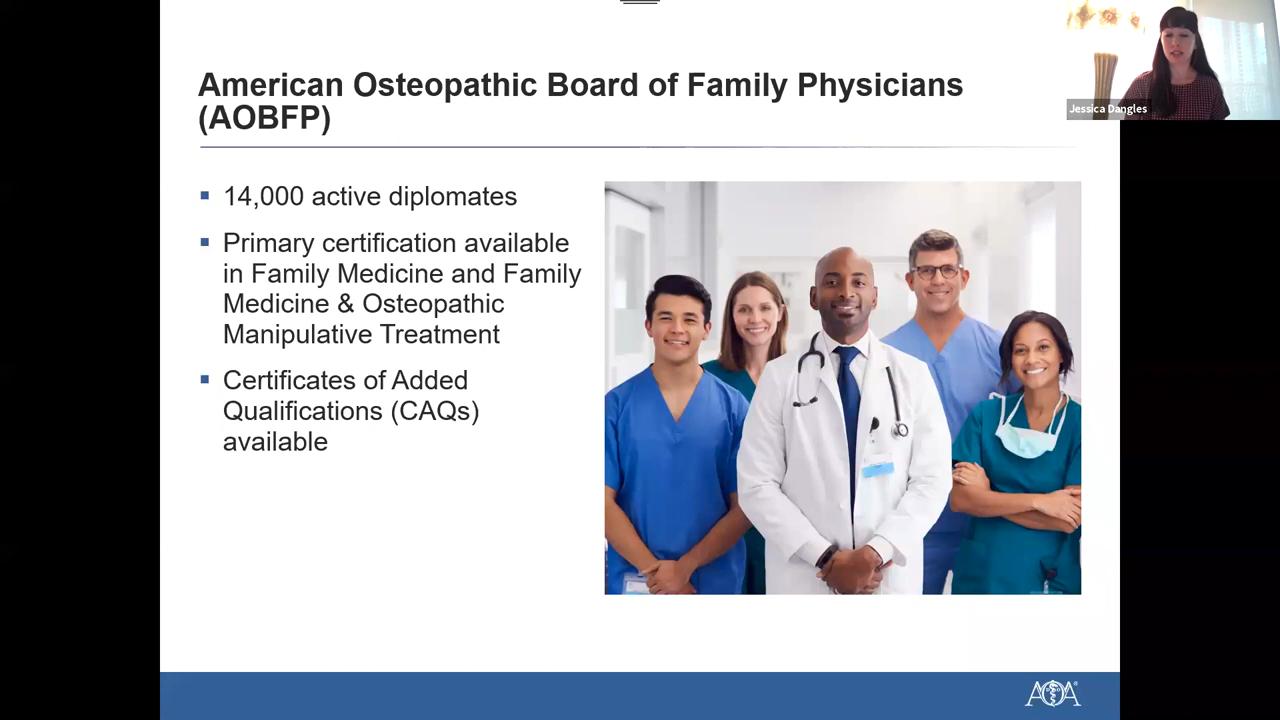 American Osteopathic Board of Family Physicians
(AOBFP)
14,000 active diplomates
Primary certification available
in Family Medicine and Family
Medicine & Osteopathic
Manipulative Treatment
Certificates of Added
Qualifications (CAQs)
available
Jessica Dangles
AOA